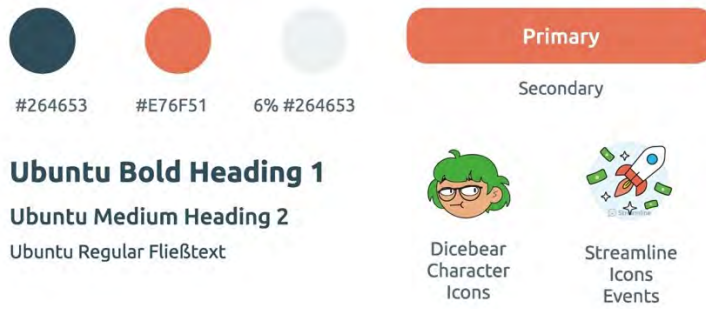 #264653
#E76F51
6% #264653
Primary
Secondary
Ubuntu Bold Heading 1
Ubuntu Medium Heading 2
Ubuntu Regular Fließtext
Streamline
Dicebear
Character
Icons
Streamline
Icons
Events